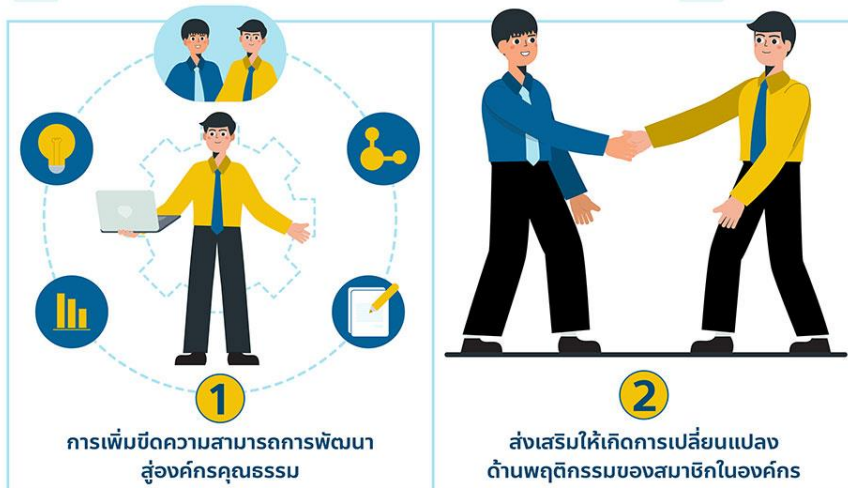 1
การเพิ่มขีดความสามารถการพัฒนา
สู่องค์กรคุณธรรม
2
ส่งเสริมให้เกิดการเปลี่ยนแปลง
ด้านพฤติกรรมของสมาชิกในองค์กร